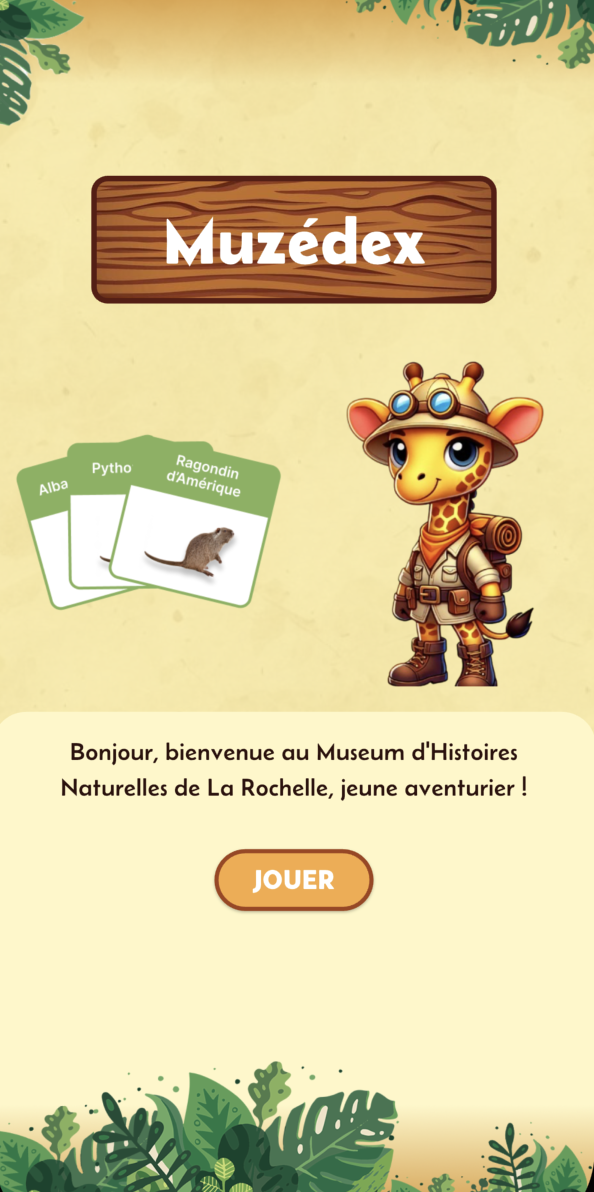 Muzédex
Alba
Pytho
Ragondin
d'Amérique
Bonjour, bienvenue au Museum d'Histoires
Naturelles de La Rochelle, jeune aventurier !
JOUER